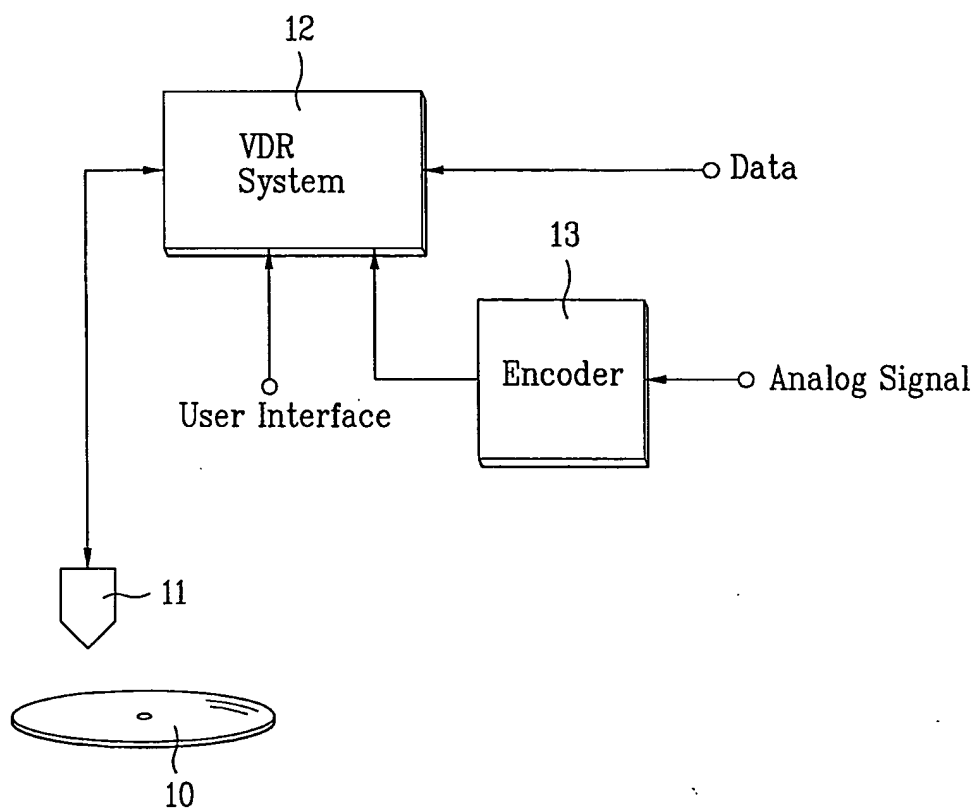 12
VDR
System
Data
13
Encoder
Analog Signal
User Interface
11
10